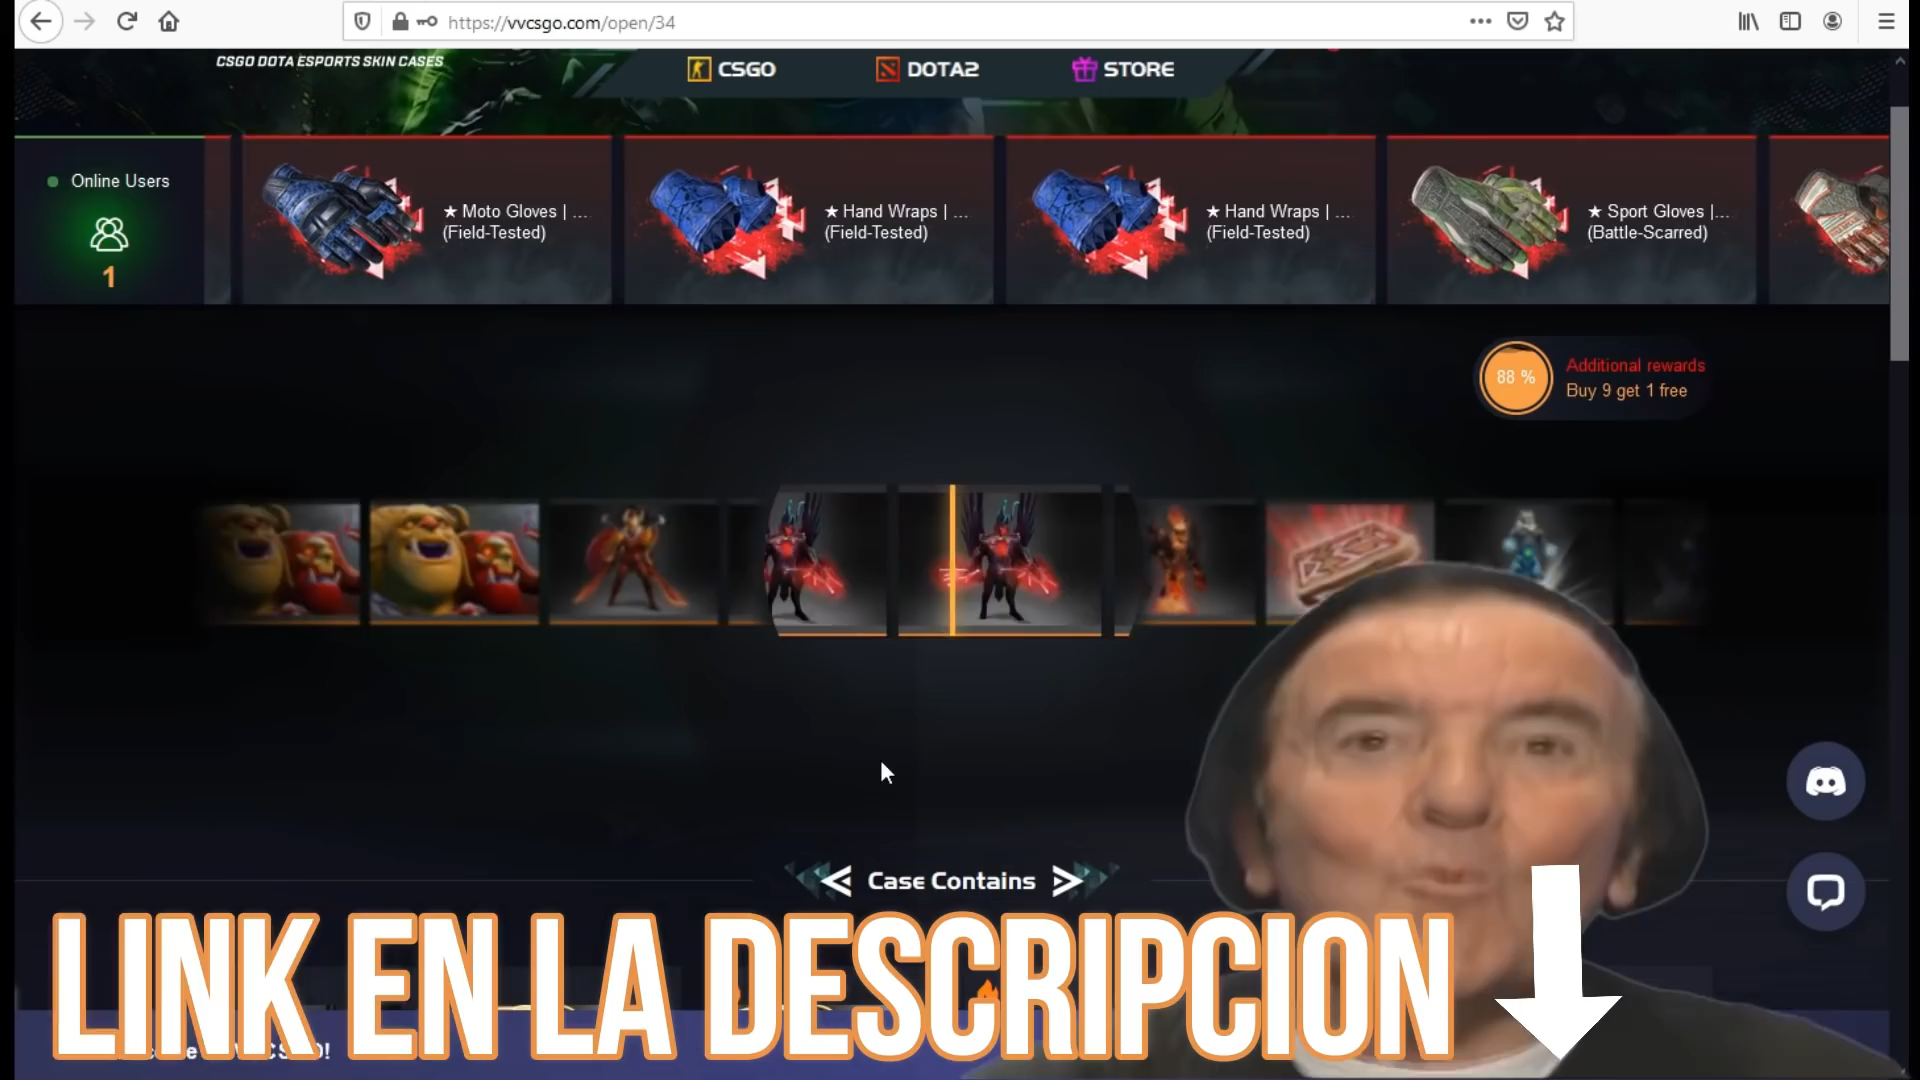 https://vvcsgo.com/open/34
CSGO DOTA ESPORTS SKIN CASES
CSGO
DOTA2
STORE
Online Users
1
★ Moto Gloves | ....
(Field-Tested)
★ Hand Wraps | ....
(Field-Tested)
★ Hand Wraps | ....
(Field-Tested)
★ Sport Gloves |...
(Battle-Scarred)
88 %
Additional rewards
Buy 9 get 1 free
Case Contains
LINK EN LA DESCRIPCION